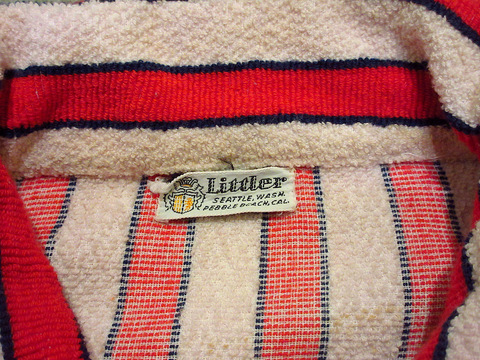 Littler
SEATTLE, WASH.
PEBBLE BEACH, CAL.